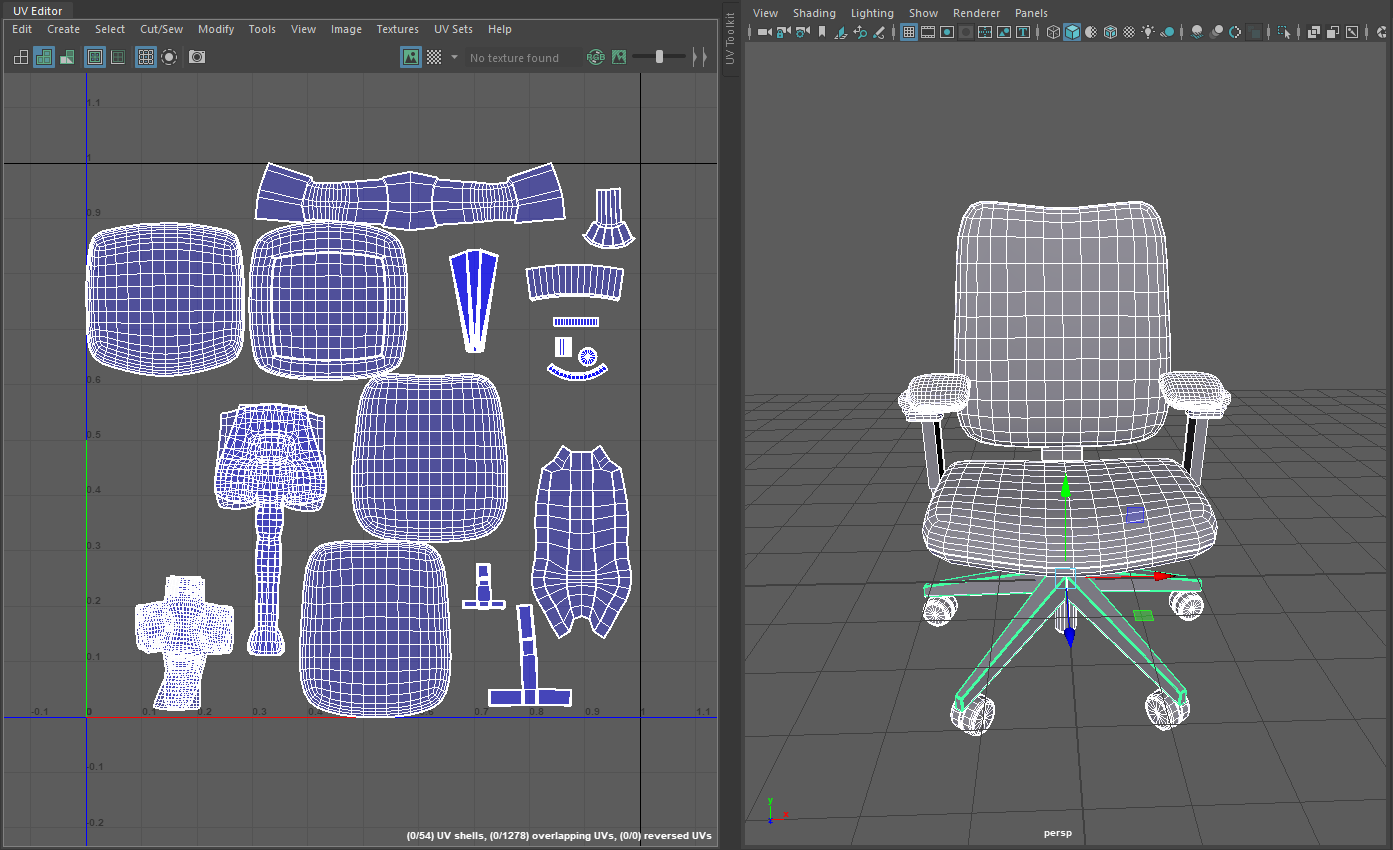 UV Editor
Edit Create Select Cut/Sew Modify Tools View Image Textures UV Sets Help
No texture found
RGB
UV Toolkit
View Shading Lighting Show Renderer Panels
1.1
1
0.9
0.6
0.5
0.4
0.3
0.2
0.1
-0.1 0 0.1 0.2 0.3 0.4 0.6 0.7 0.8 0.9 1 1.1
-0.1
-0.2
(0/54) UV shells, (0/1278) overlapping UVs, (0/0) reversed UVs
y
x
persp